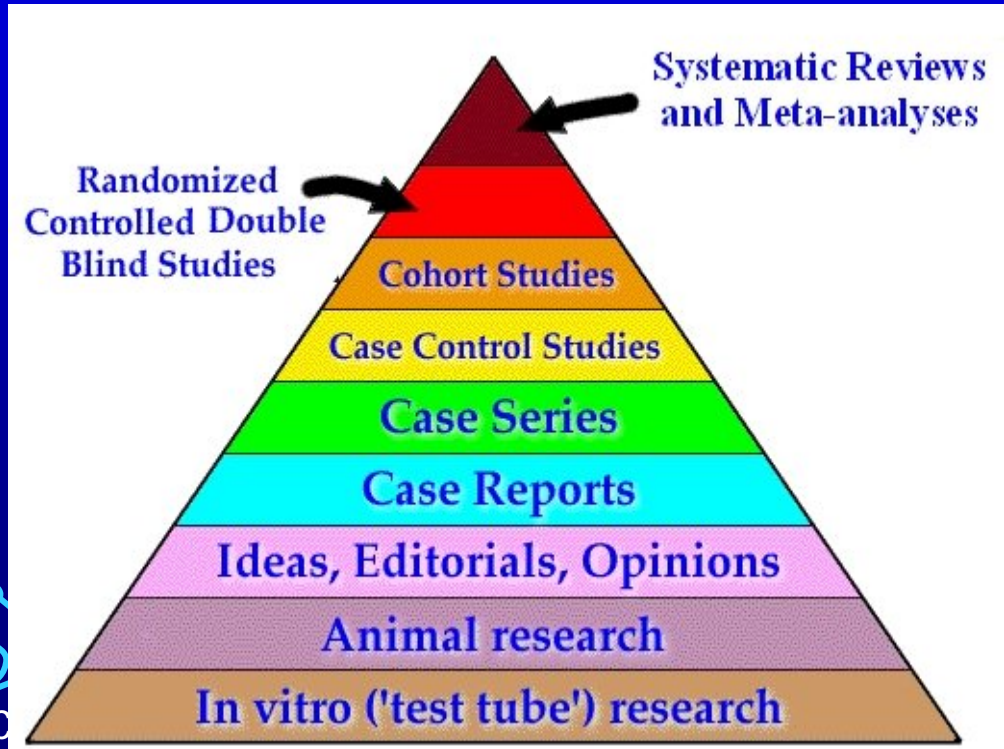 Systematic Reviews
and Meta-analyses
Randomized
Controlled Double
Blind Studies
Cohort Studies
Case Control Studies
Case Series
Case Reports
Ideas, Editorials, Opinions
Animal research
In vitro ('test tube') research